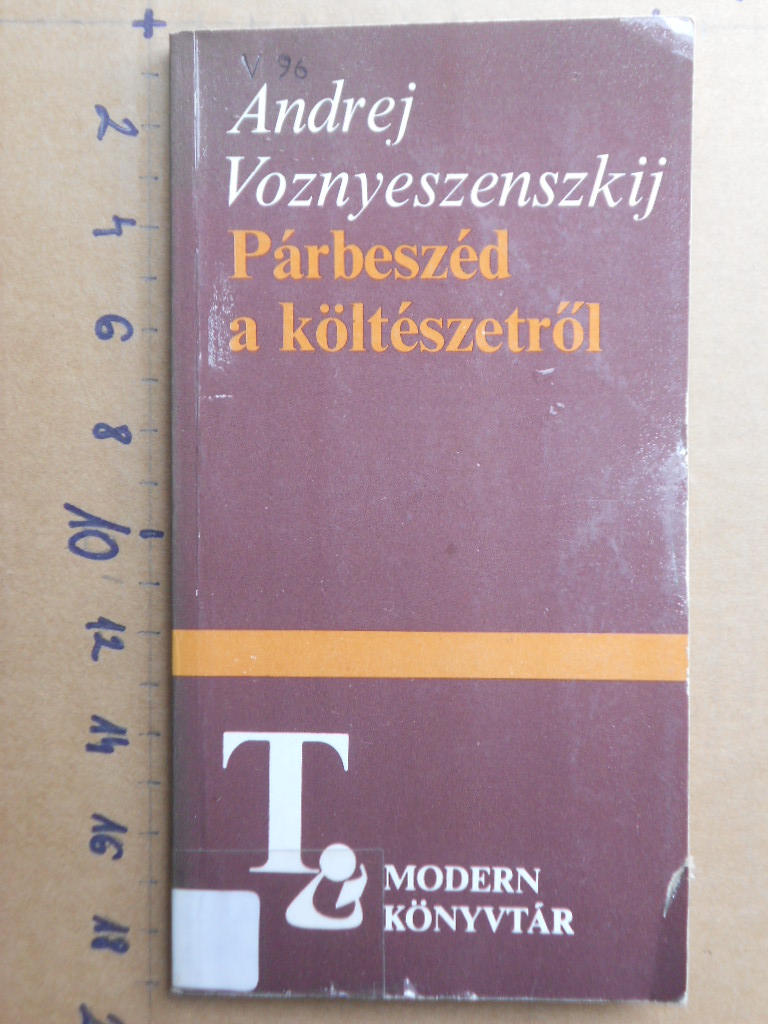 V 96
Andrej
Voznyeszenszkij
Párbeszéd
a költészetről
T
MODERN
KÖNYVTÁR
2
4
6
8
10
12
14
16
18